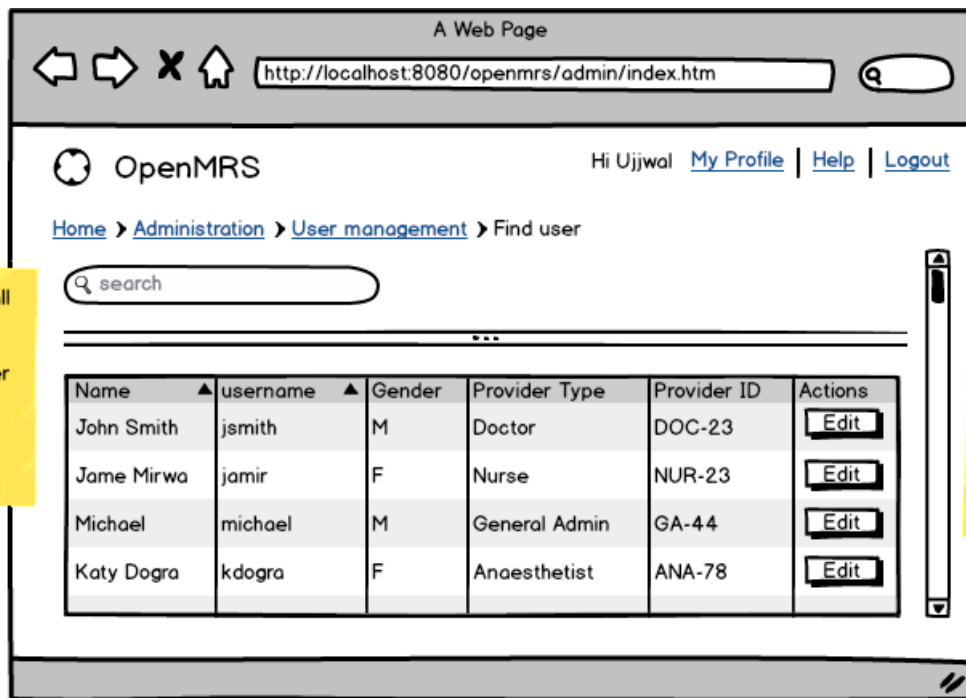 A Web Page
http://localhost:8080/openmrs/admin/index.htm
OpenMRS
Hi Ujjwal My Profile | Help | Logout
Home > Administration > User management > Find user
search
Name username Gender Provider Type Provider ID Actions
John Smith jsmith M Doctor DOC-23 Edit
Jame Mirwa jamir F Nurse NUR-23 Edit
Michael michael M General Admin GA-44 Edit
Katy Dogra kdogra F Anaesthetist ANA-78 Edit